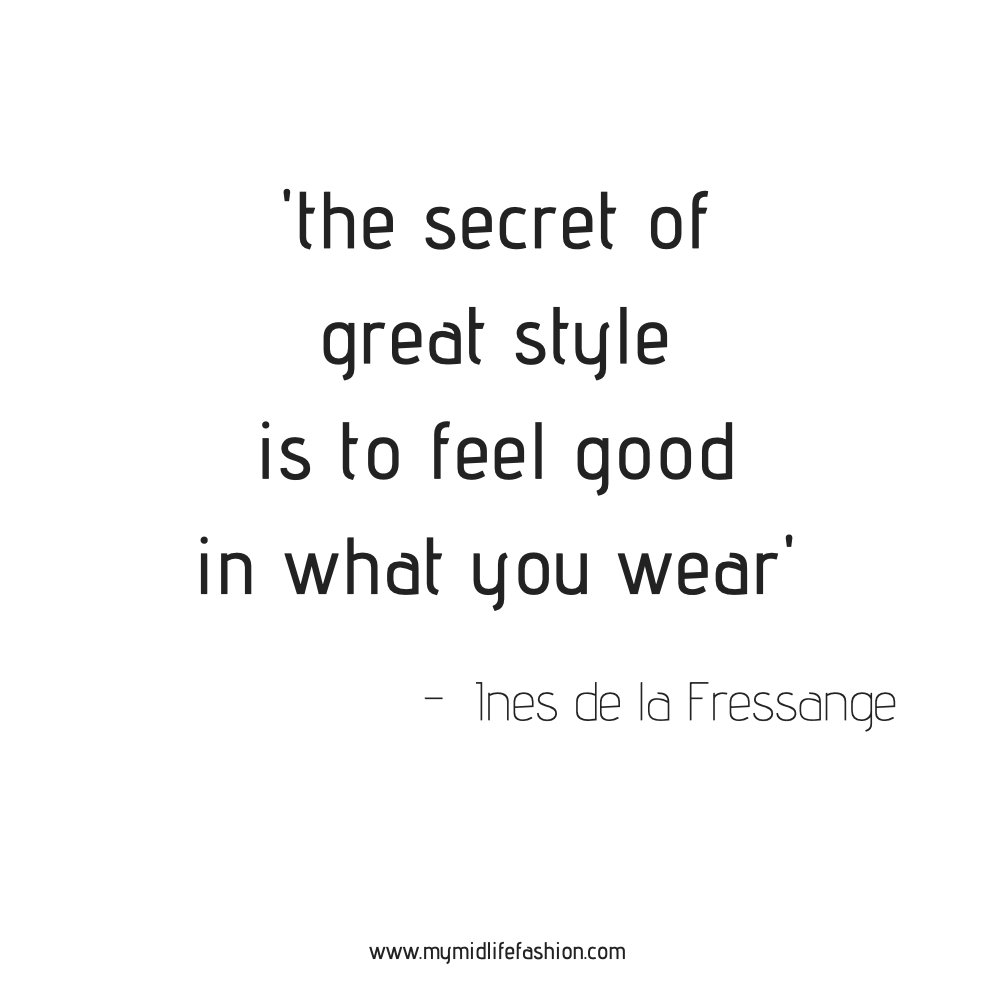 'the secret of
great style
is to feel good
in what you wear'
- Ines de la Fressange
www.mymidlifefashion.com